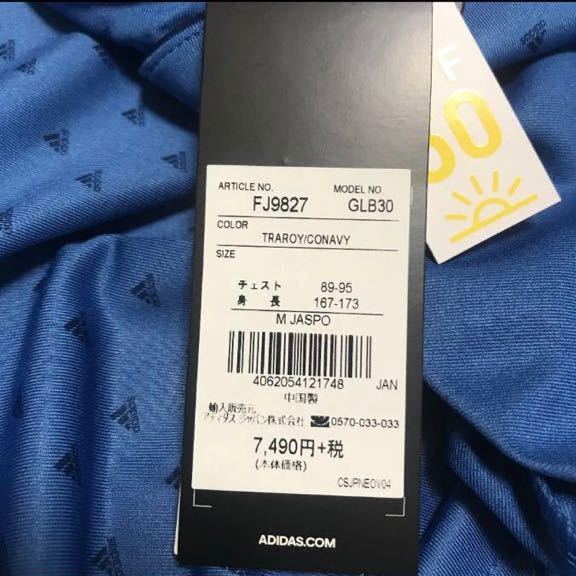 F
50
ARTICLE NO. MODEL NO
FJ9827 GLB30
COLOR
TRAROY/CONAVY
SIZE
チェスト 89-95
身長 167-173
M JASPO
4062054121748 JAN
中国製
輸入販売元
アディダス ジャパン株式会社 0570-033-033
7,490円+税
(本体価格)
CSJPNEOV04
ADIDAS.COM
adidas